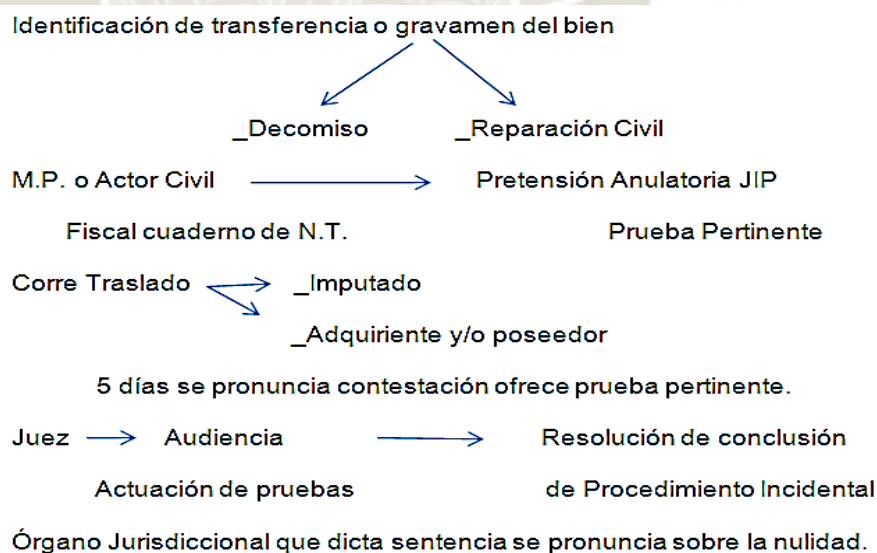 Identificación de transferencia o gravamen del bien
_Decomiso _Reparación Civil
M.P. o Actor Civil Pretensión Anulatoria JIP
Fiscal cuaderno de N.T. Prueba Pertinente
Corre Traslado _Imputado
_Adquiriente y/o poseedor
5 días se pronuncia contestación ofrece prueba pertinente.
Juez Audiencia Resolución de conclusión
Actuación de pruebas de Procedimiento Incidental
Órgano Jurisdiccional que dicta sentencia se pronuncia sobre la nulidad.